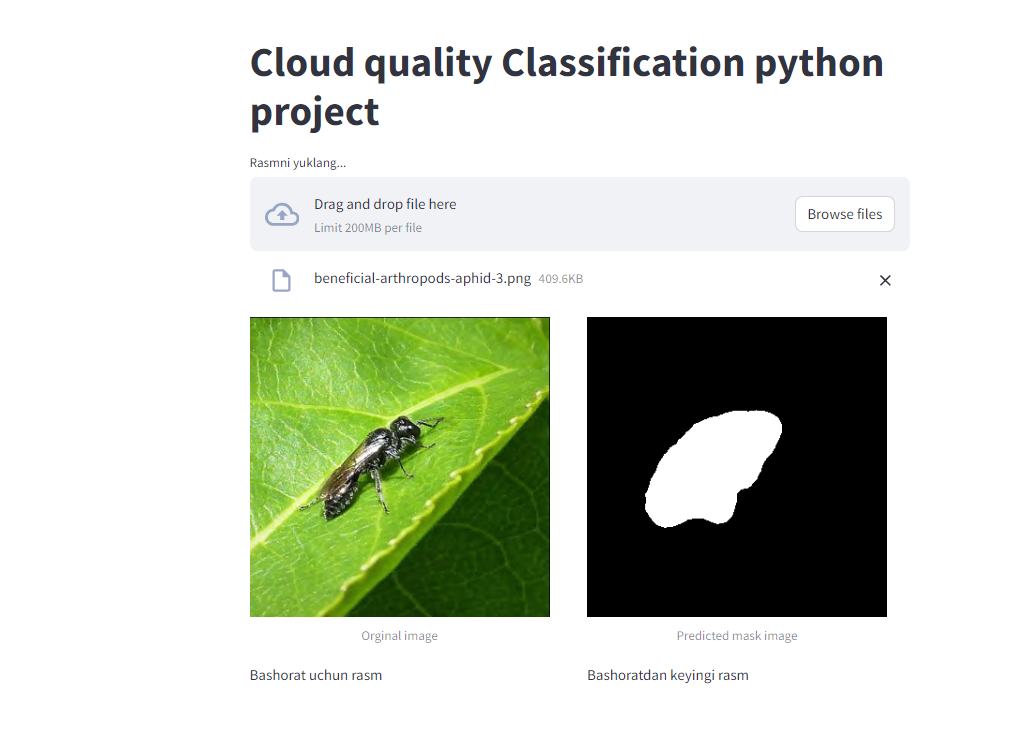 Cloud quality Classification python
project
Rasmni yuklang...
Drag and drop file here
Limit 200MB per file
Browse files
beneficial-arthropods-aphid-3.png 409.6KB
Orginal image
Predicted mask image
Bashorat uchun rasm
Bashoratdan keyingi rasm